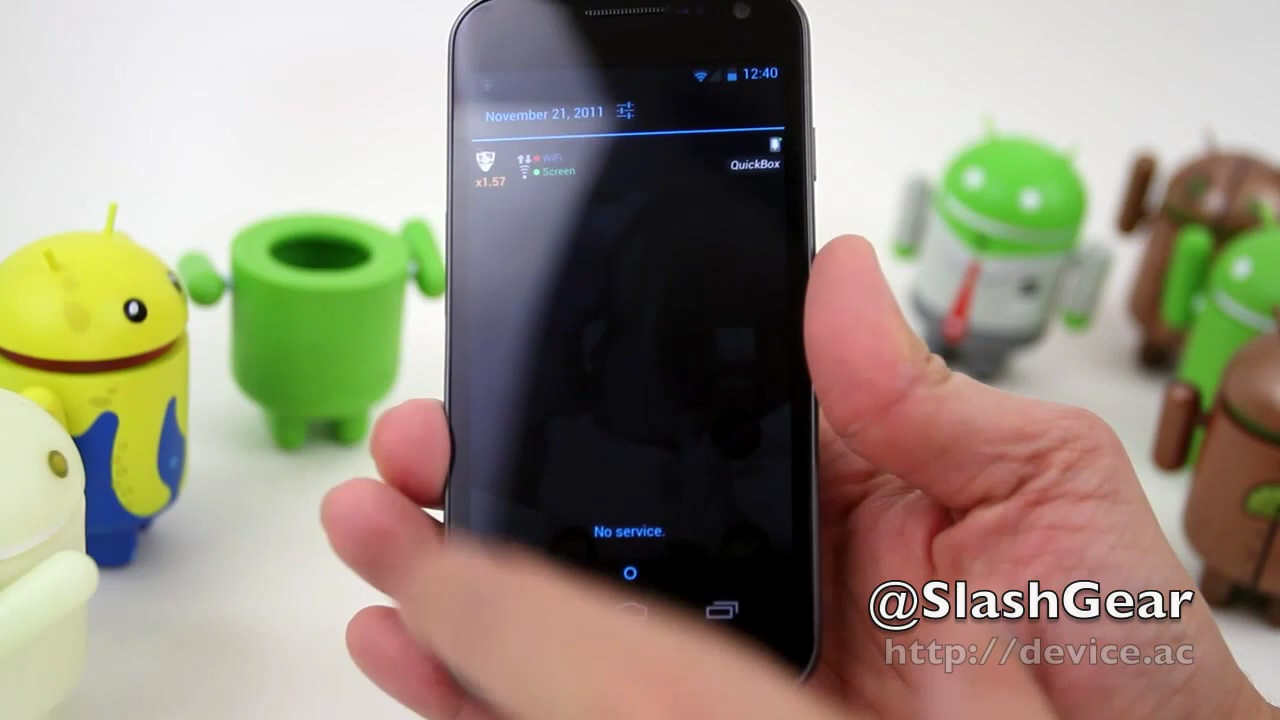 12:40
November 21, 2011
WiFi
Screen
x1.57
QuickBox
No service.
@SlashGear
http://device.ac